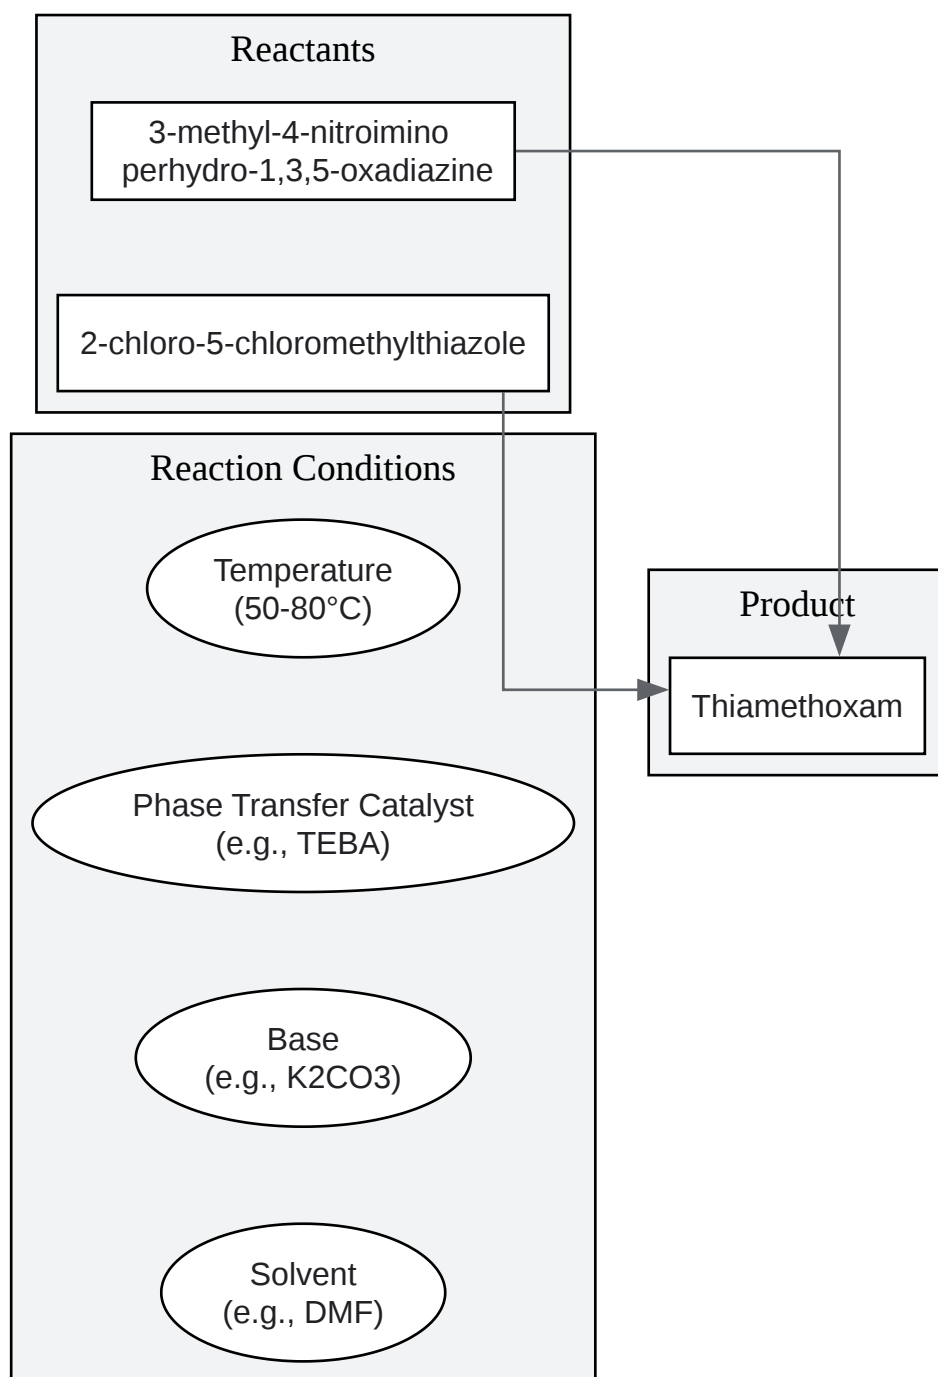 Reactants
3-methyl-4-nitroimino
perhydro-1,3,5-oxadiazine
2-chloro-5-chloromethylthiazole
Reaction Conditions
Temperature
(50-80°C)
Product
Thiamethoxam
Phase Transfer Catalyst
(e.g., TEBA)
Base
(e.g., K2CO3)
Solvent
(e.g., DMF)